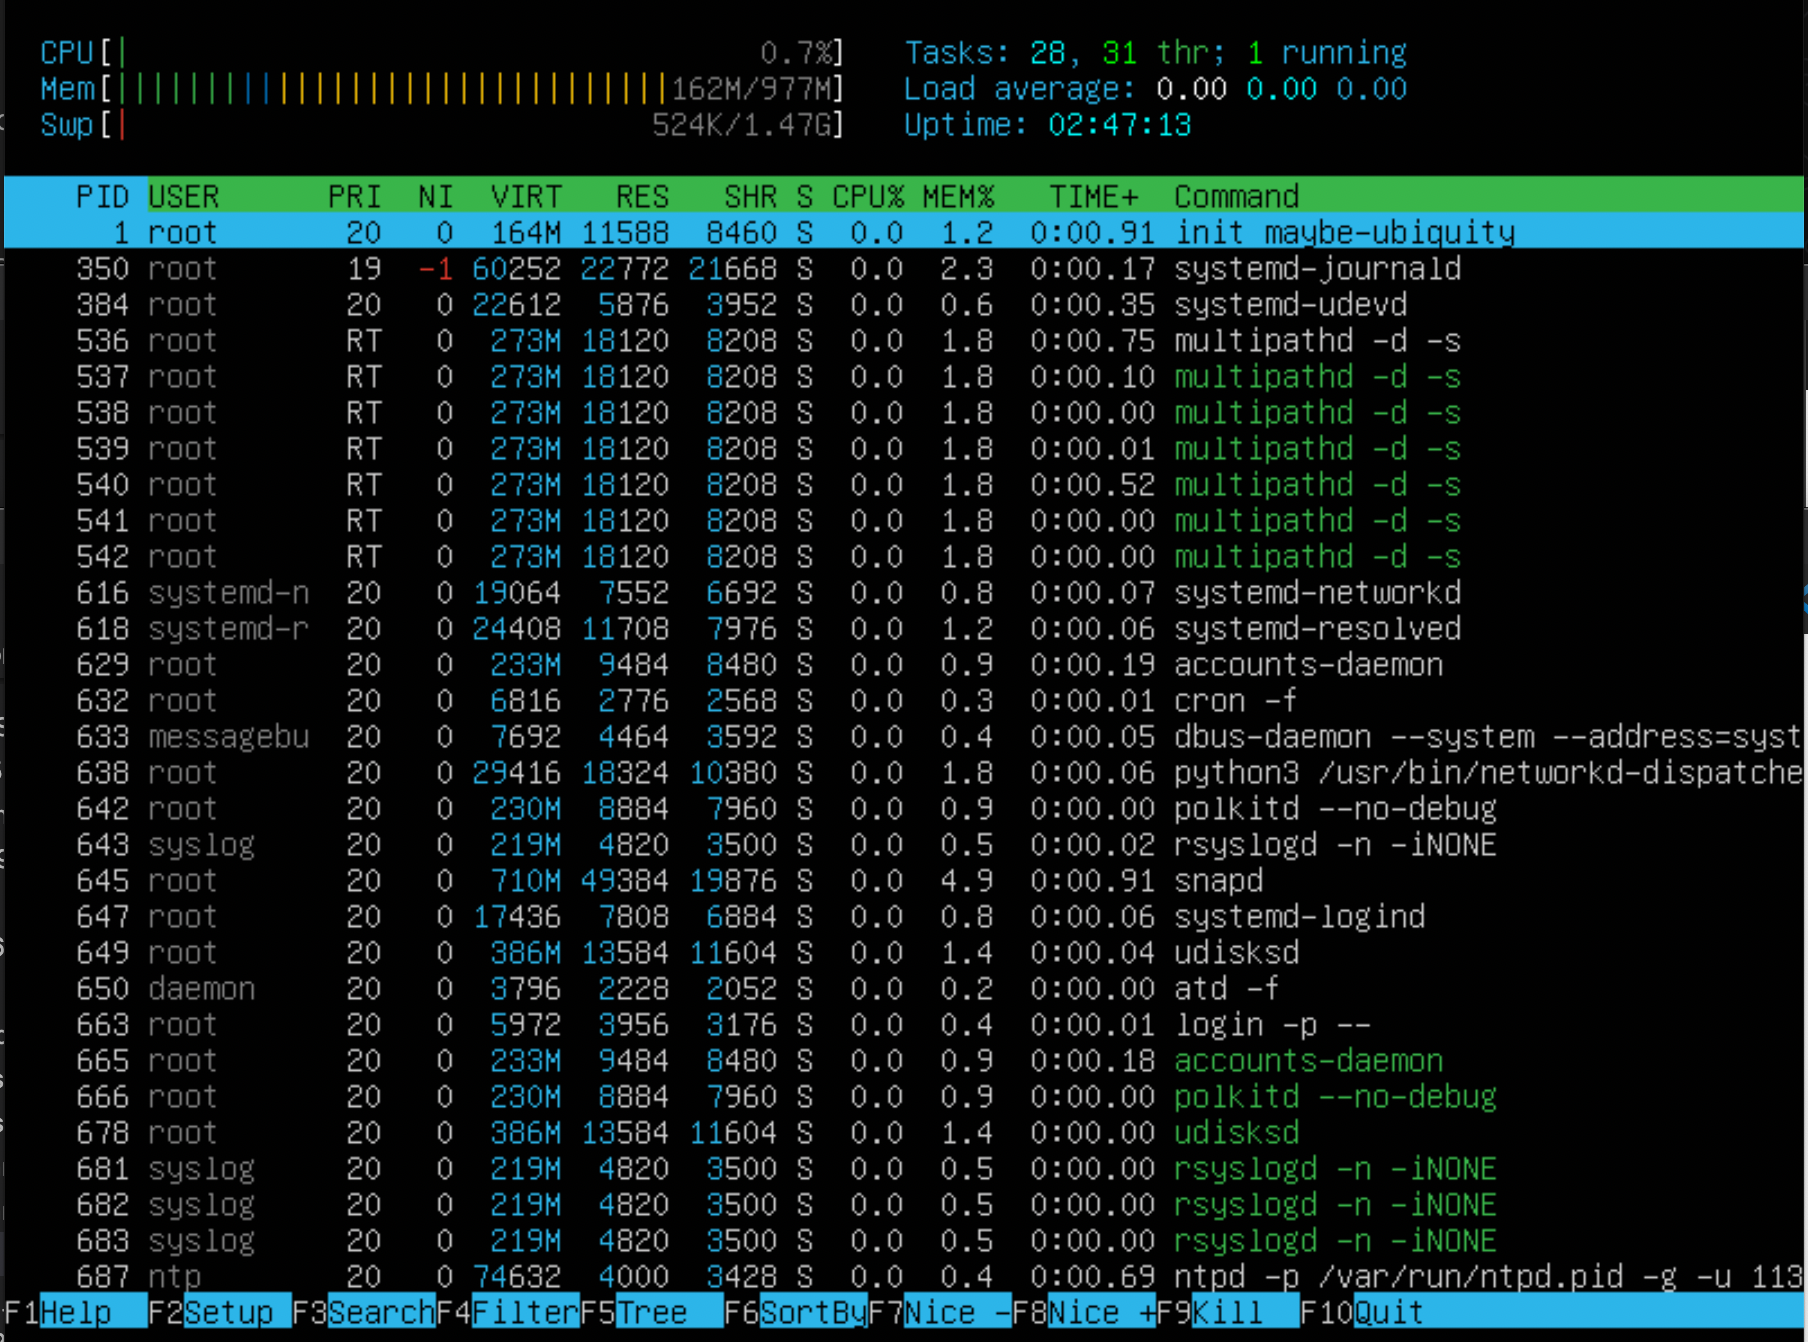 CPU[| 0.7%] Tasks: 28, 31 thr; 1 running
Mem[||||||||||||||||||||||||||||||||162M/977M] Load average: 0.00 0.00 0.00
Swp[| 524K/1.47G] Uptime: 02:47:13
PID USER PRI NI VIRT RES SHR S CPU% MEM% TIME+ Command
1 root 20 0 164M 11588 8460 S 0.0 1.2 0:00.91 init maybe-ubiquity
350 root 19 -1 60252 22772 21668 S 0.0 2.3 0:00.17 systemd-journald
384 root 20 0 22612 5876 3952 S 0.0 0.6 0:00.35 systemd-udevd
536 root RT 0 273M 18120 8208 S 0.0 1.8 0:00.75 multipathd -d -s
537 root RT 0 273M 18120 8208 S 0.0 1.8 0:00.10 multipathd -d -s
538 root RT 0 273M 18120 8208 S 0.0 1.8 0:00.00 multipathd -d -s
539 root RT 0 273M 18120 8208 S 0.0 1.8 0:00.01 multipathd -d -s
540 root RT 0 273M 18120 8208 S 0.0 1.8 0:00.52 multipathd -d -s
541 root RT 0 273M 18120 8208 S 0.0 1.8 0:00.00 multipathd -d -s
542 root RT 0 273M 18120 8208 S 0.0 1.8 0:00.00 multipathd -d -s
616 systemd-n 20 0 19064 7552 6692 S 0.0 0.8 0:00.07 systemd-networkd
618 systemd-r 20 0 24408 11708 7976 S 0.0 1.2 0:00.06 systemd-resolved
629 root 20 0 233M 9484 8480 S 0.0 0.9 0:00.19 accounts-daemon
632 root 20 0 6816 2776 2568 S 0.0 0.3 0:00.01 cron -f
633 messagebu 20 0 7692 4464 3592 S 0.0 0.4 0:00.05 dbus-daemon --system --address=syst
638 root 20 0 29416 18324 10380 S 0.0 1.8 0:00.06 python3 /usr/bin/networkd-dispatche
642 root 20 0 230M 8884 7960 S 0.0 0.9 0:00.00 polkitd --no-debug
643 syslog 20 0 219M 4820 3500 S 0.0 0.5 0:00.02 rsyslogd -n -iNONE
645 root 20 0 710M 49384 19876 S 0.0 4.9 0:00.91 snapd
647 root 20 0 17436 7808 6884 S 0.0 0.8 0:00.06 systemd-logind
649 root 20 0 386M 13584 11604 S 0.0 1.4 0:00.04 udisksd
650 daemon 20 0 3796 2228 2052 S 0.0 0.2 0:00.00 atd -f
663 root 20 0 5972 3956 3176 S 0.0 0.4 0:00.01 login -p --
665 root 20 0 233M 9484 8480 S 0.0 0.9 0:00.18 accounts-daemon
666 root 20 0 230M 8884 7960 S 0.0 0.9 0:00.00 polkitd --no-debug
678 root 20 0 386M 13584 11604 S 0.0 1.4 0:00.00 udisksd
681 syslog 20 0 219M 4820 3500 S 0.0 0.5 0:00.00 rsyslogd -n -iNONE
682 syslog 20 0 219M 4820 3500 S 0.0 0.5 0:00.00 rsyslogd -n -iNONE
683 syslog 20 0 219M 4820 3500 S 0.0 0.5 0:00.00 rsyslogd -n -iNONE
687 ntp 20 0 74632 4000 3428 S 0.0 0.4 0:00.69 ntpd -p /var/run/ntpd.pid -g -u 113
F1Help F2Setup F3SearchF4FilterF5Tree F6SortByF7Nice -F8Nice +F9Kill F10Quit